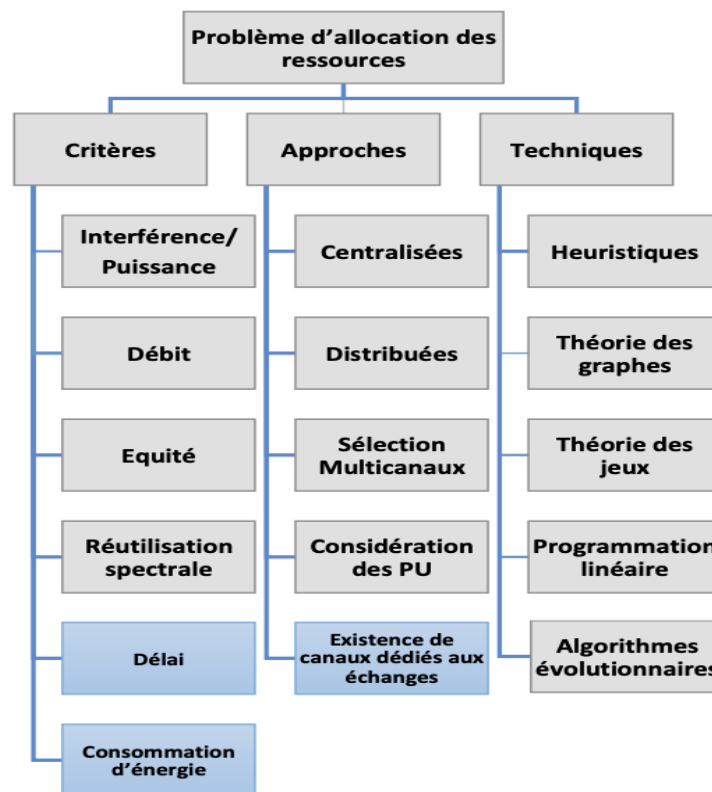 Problème d'allocation des
ressources
Critères
Approches
Techniques
Interférence/
Puissance
Centralisées
Heuristiques
Débit
Distribuées
Théorie des
graphes
Equité
Sélection
Multicanaux
Théorie des
jeux
Réutilisation
spectrale
Considération
des PU
Programmation
linéaire
Délai
Existence de
canaux dédiés aux
échanges
Algorithmes
évolutionnaires
Consommation
d'énergie